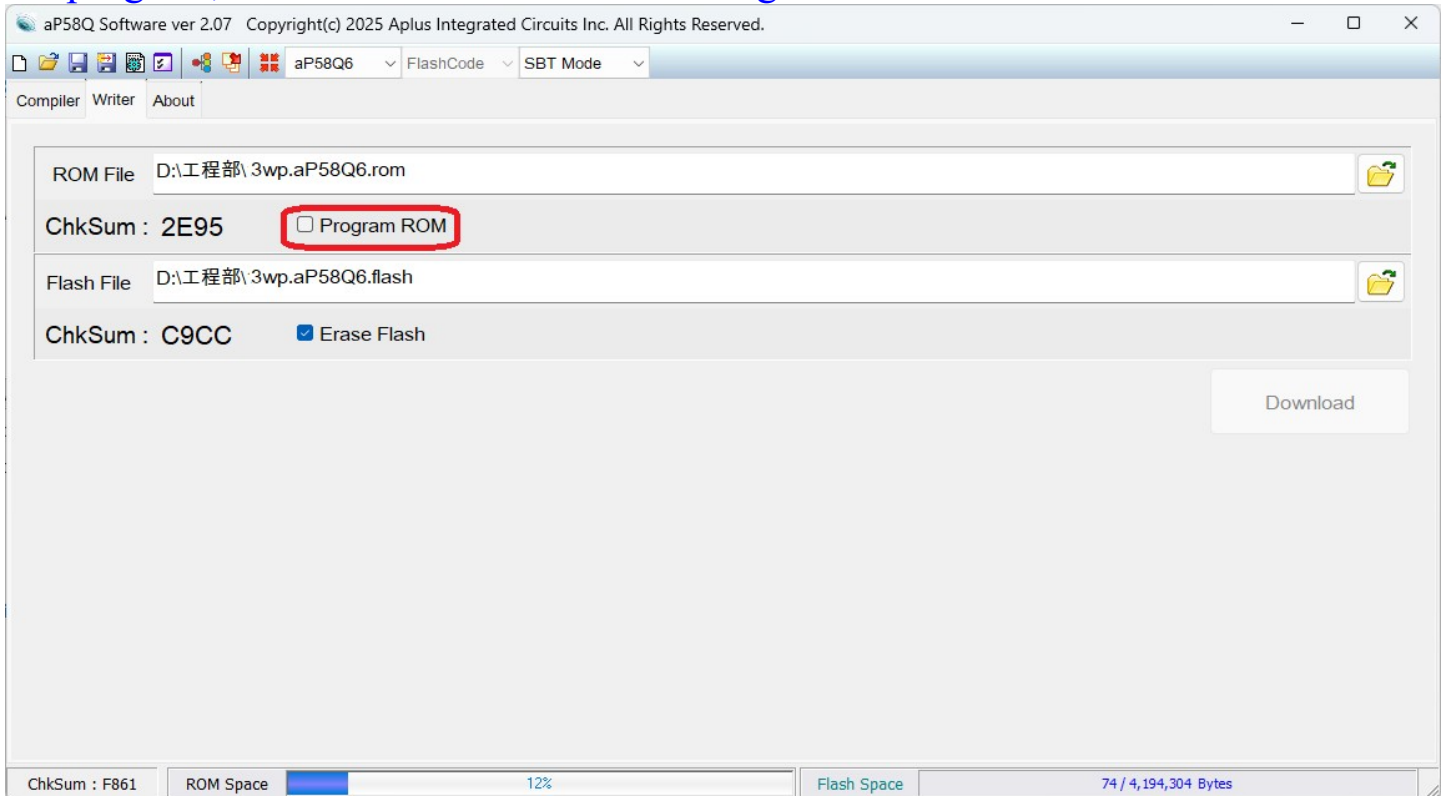 aP58Q Software ver 2.07 Copyright(c) 2025 Aplus Integrated Circuits Inc. All Rights Reserved.
aP58Q6 FlashCode SBT Mode
Compiler Writer About
ROM File D:\工程部\ 3wp.aP58Q6.rom
ChkSum : 2E95 Program ROM
Flash File D:\工程部\ 3wp.aP58Q6.flash
ChkSum : C9CC Erase Flash
Download
ChkSum : F861 ROM Space 12% Flash Space 74 / 4,194,304 Bytes